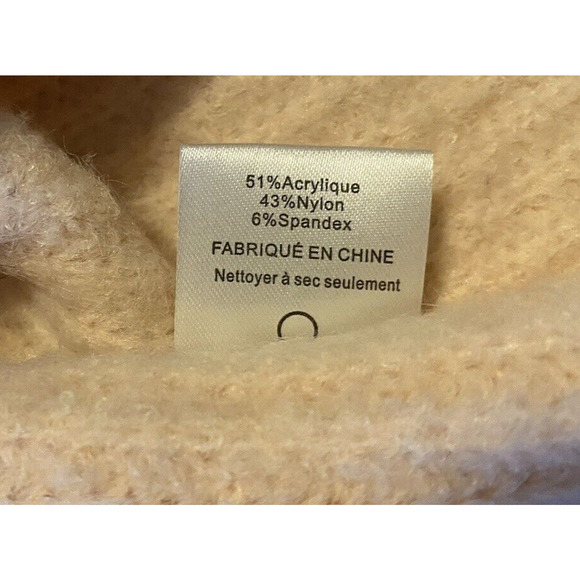 51%Acrylique
43%Nylon
6%Spandex
FABRIQUÉ EN CHINE
Nettoyer à sec seulement